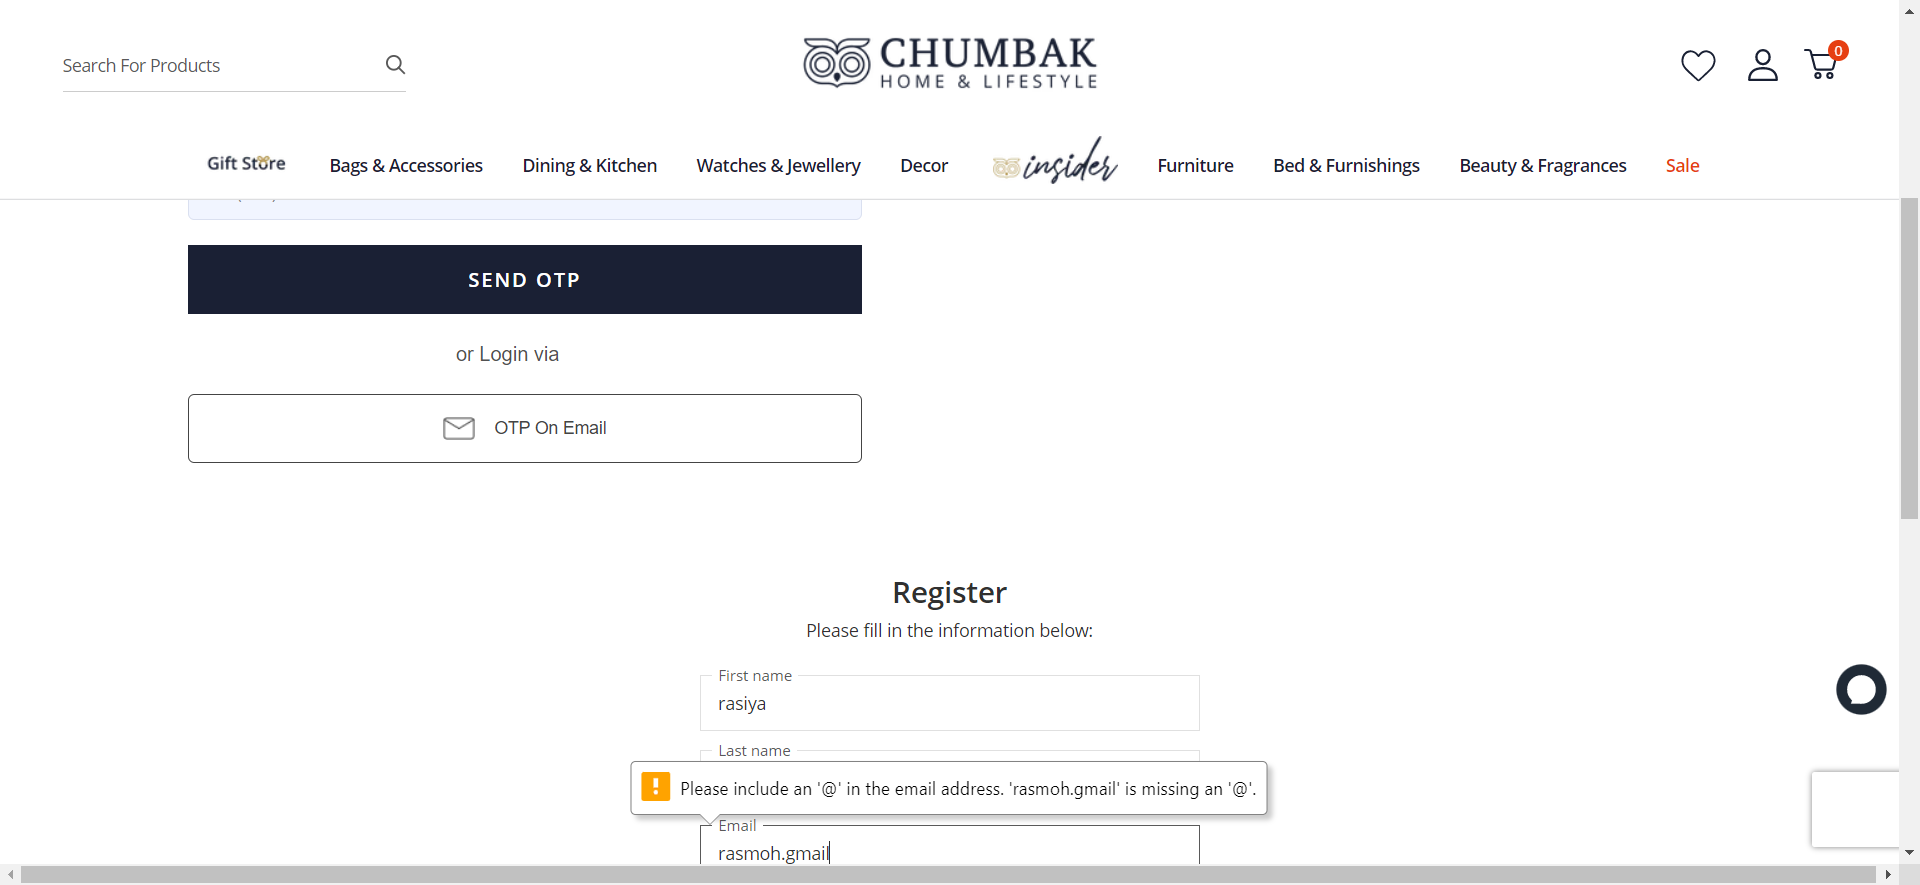 Search For Products
CHUMBAK
HOME & LIFESTYLE
0
Gift Store
Bags & Accessories
Dining & Kitchen
Watches & Jewellery
Decor
insider
Furniture
Bed & Furnishings
Beauty & Fragrances
Sale
SEND OTP
or Login via
OTP On Email
Register
Please fill in the information below:
First name
rasiya
Last name
Please include an '@' in the email address. 'rasmoh.gmail' is missing an '@'.
Email
rasmoh.gmail